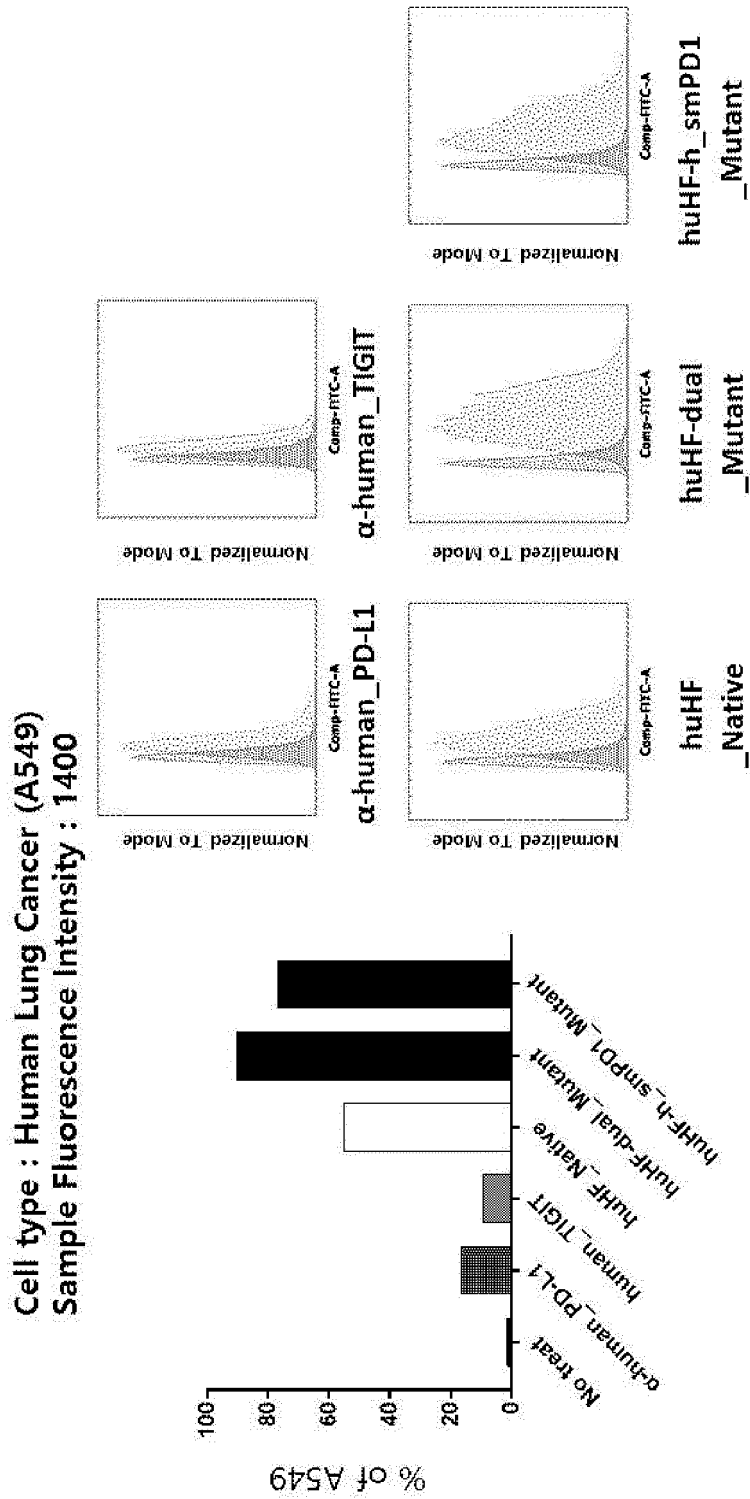 Cell type : Human Lung Cancer (A549)
Sample Fluorescence Intensity : 1400
% of A549
100
80
60
40
20
0
No treat
α-human_PD-L1
human_TIGIT
huHF_Native
huHF-dual_Mutant
huHF-h_smPD1_Mutant
Normalized To Mode
Comp-FITC-A
α-human_PD-L1
Normalized To Mode
Comp-FITC-A
α-human_TIGIT
Normalized To Mode
Comp-FITC-A
huHF
_Native
Normalized To Mode
Comp-FITC-A
huHF-dual
_Mutant
Normalized To Mode
Comp-FITC-A
huHF-h_smPD1
_Mutant